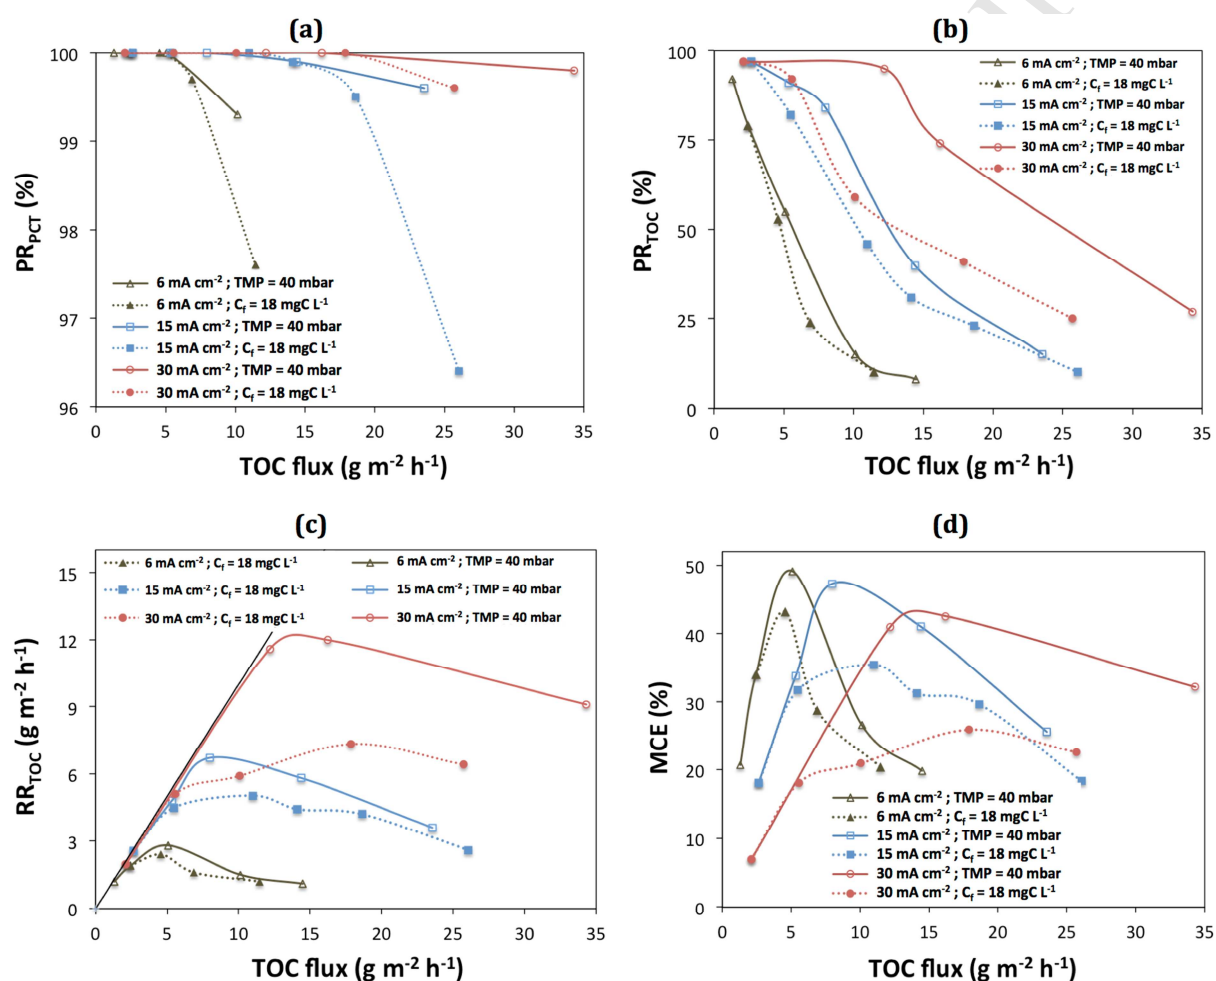 (a)
100
99
98
97
96
PR_PCT (%)
6 mA cm⁻² ; TMP = 40 mbar
6 mA cm⁻² ; C_f = 18 mgC L⁻¹
15 mA cm⁻² ; TMP = 40 mbar
15 mA cm⁻² ; C_f = 18 mgC L⁻¹
30 mA cm⁻² ; TMP = 40 mbar
30 mA cm⁻² ; C_f = 18 mgC L⁻¹
0 5 10 15 20 25 30 35
TOC flux (g m⁻² h⁻¹)
(b)
100
75
50
25
0
PR_TOC (%)
6 mA cm⁻² ; TMP = 40 mbar
6 mA cm⁻² ; C_f = 18 mgC L⁻¹
15 mA cm⁻² ; TMP = 40 mbar
15 mA cm⁻² ; C_f = 18 mgC L⁻¹
30 mA cm⁻² ; TMP = 40 mbar
30 mA cm⁻² ; C_f = 18 mgC L⁻¹
0 5 10 15 20 25 30 35
TOC flux (g m⁻² h⁻¹)
(c)
6 mA cm⁻² ; C_f = 18 mgC L⁻¹
15 mA cm⁻² ; C_f = 18 mgC L⁻¹
30 mA cm⁻² ; C_f = 18 mgC L⁻¹
6 mA cm⁻² ; TMP = 40 mbar
15 mA cm⁻² ; TMP = 40 mbar
30 mA cm⁻² ; TMP = 40 mbar
15
12
9
6
3
0
RR_TOC (g m⁻² h⁻¹)
0 5 10 15 20 25 30 35
TOC flux (g m⁻² h⁻¹)
(d)
50
40
30
20
10
0
MCE (%)
6 mA cm⁻² ; TMP = 40 mbar
6 mA cm⁻² ; C_f = 18 mgC L⁻¹
15 mA cm⁻² ; TMP = 40 mbar
15 mA cm⁻² ; C_f = 18 mgC L⁻¹
30 mA cm⁻² ; TMP = 40 mbar
30 mA cm⁻² ; C_f = 18 mgC L⁻¹
0 5 10 15 20 25 30 35
TOC flux (g m⁻² h⁻¹)